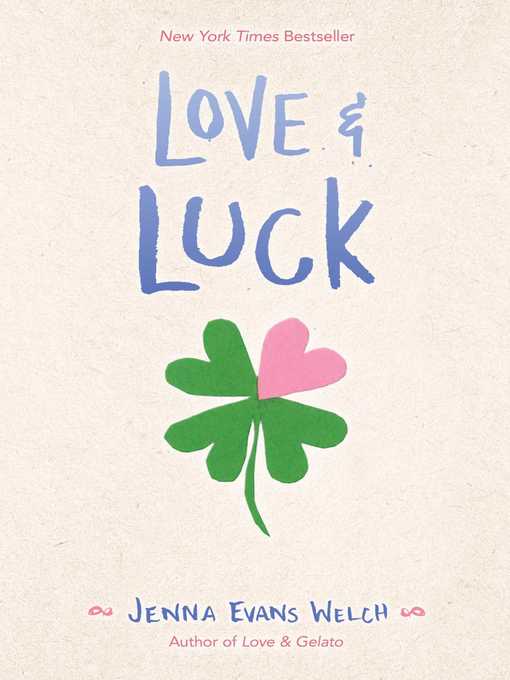 New York Times Bestseller
LOVE &
LUCK
JENNA EVANS WELCH
Author of Love & Gelato